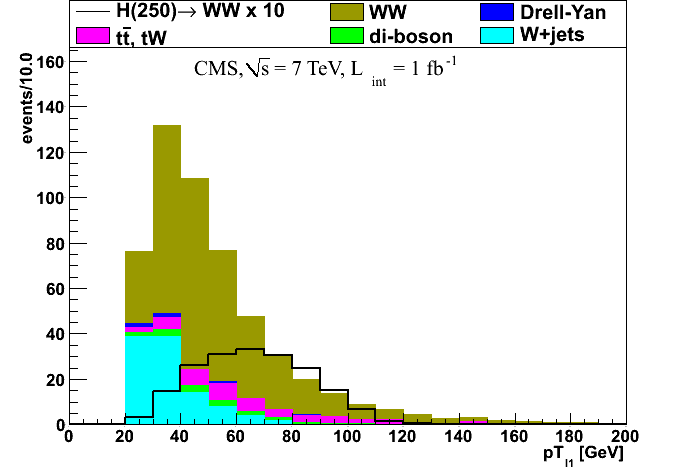 H(250)→ WW x 10 WW Drell-Yan
tt̄, tW di-boson W+jets
CMS, √s = 7 TeV, L int = 1 fb⁻¹
events/10.0
160
140
120
100
80
60
40
20
0
0 20 40 60 80 100 120 140 160 180 200
pT l1 [GeV]